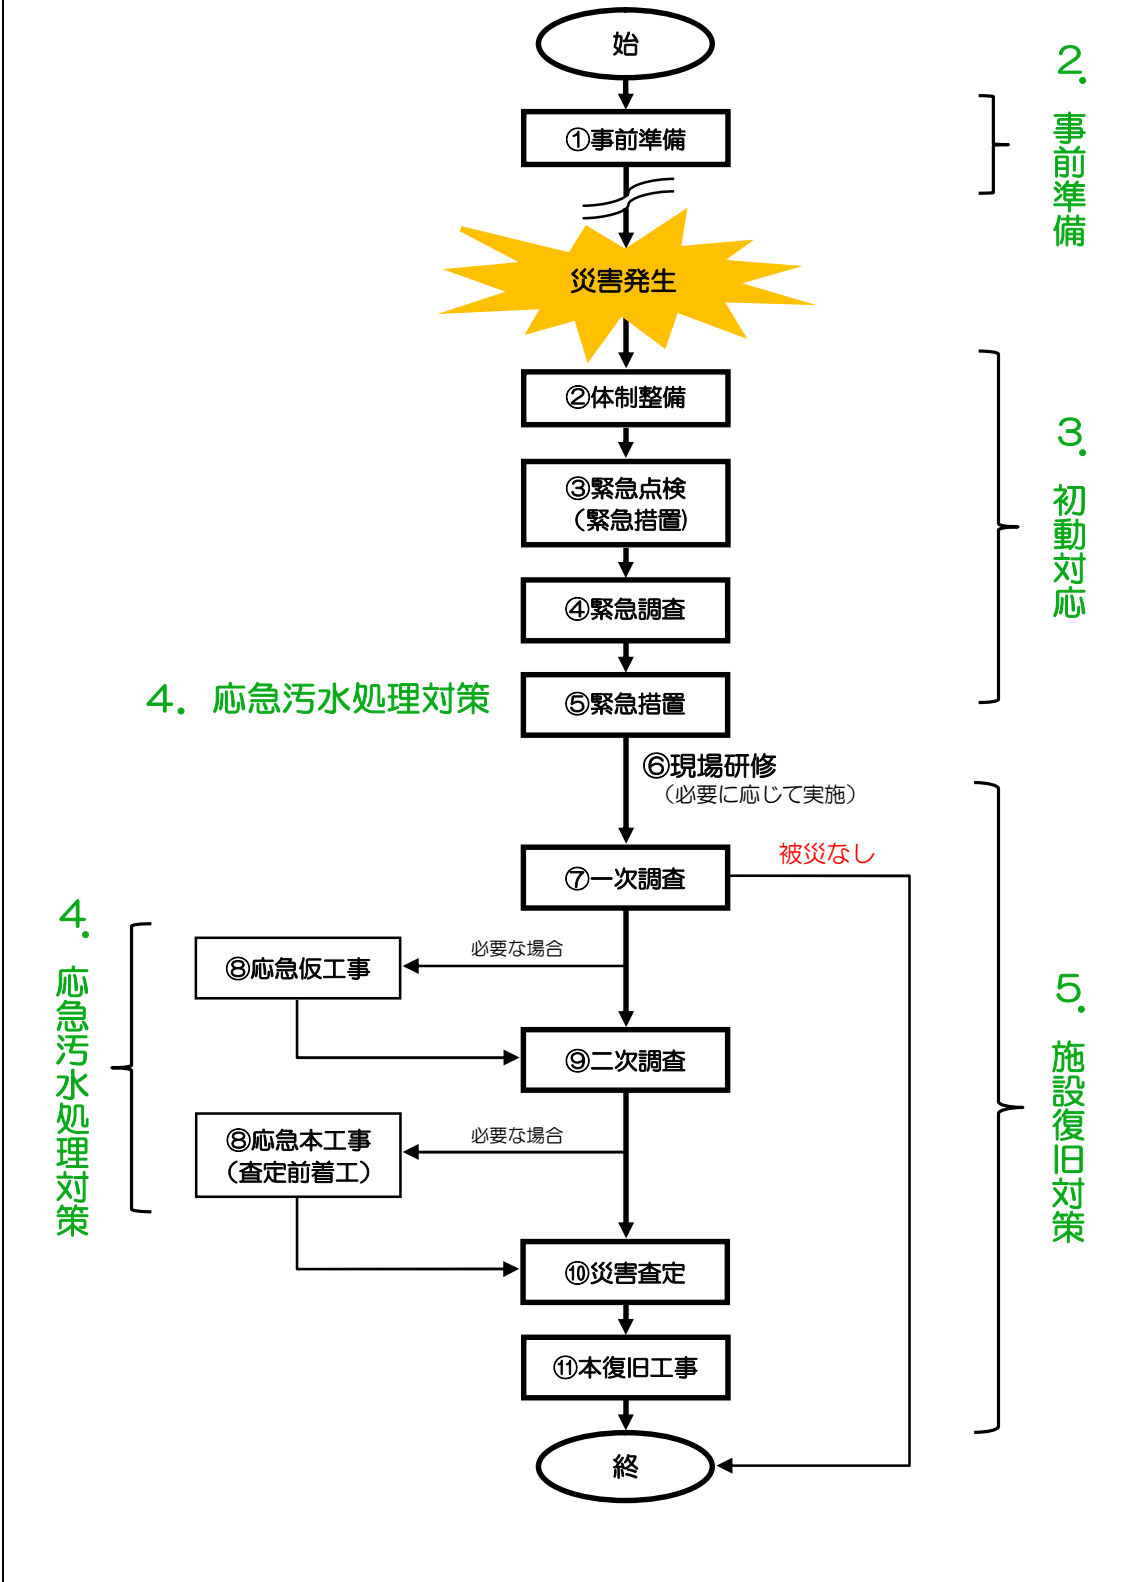 始
①事前準備
2．事前準備
災害発生
②体制整備
③緊急点検
（緊急措置）
④緊急調査
⑤緊急措置
3．初動対応
4．応急汚水処理対策
⑥現場研修
（必要に応じて実施）
⑦一次調査
被災なし
必要な場合
⑧応急仮工事
⑨二次調査
必要な場合
⑧応急本工事
（査定前着工）
4．応急汚水処理対策
⑩災害査定
⑪本復旧工事
5．施設復旧対策
終